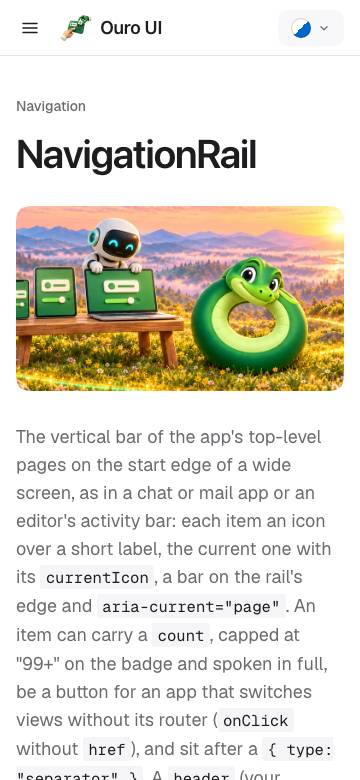 Ouro UI
Navigation
NavigationRail
The vertical bar of the app's top-level
pages on the start edge of a wide
screen, as in a chat or mail app or an
editor's activity bar: each item an icon
over a short label, the current one with
its currentIcon, a bar on the rail's
edge and aria-current="page". An
item can carry a count, capped at
"99+" on the badge and spoken in full,
be a button for an app that switches
views without its router (onClick
without href), and sit after a { type:
"separator" }. A header (your